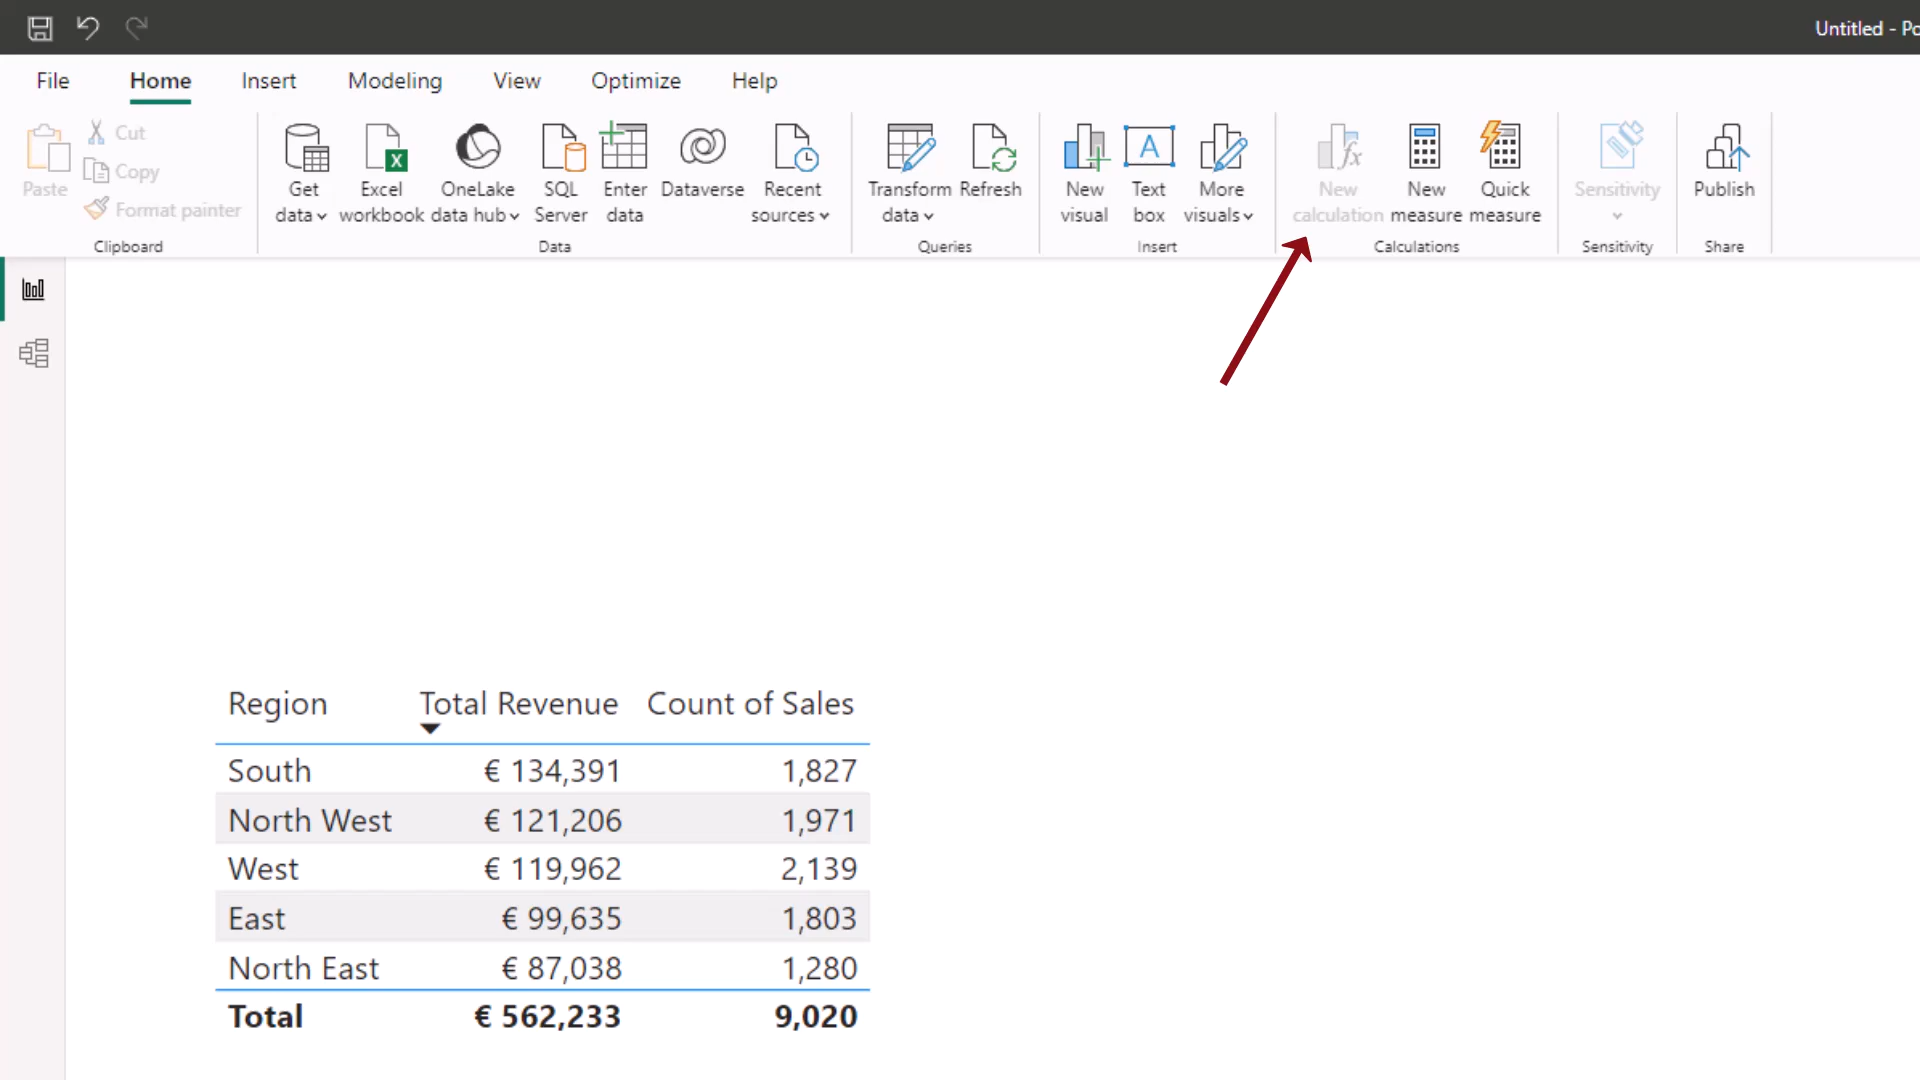 Untitled - Po
File Home Insert Modeling View Optimize Help
Paste
Cut
Copy
Format painter
Clipboard
Get data
Excel workbook
OneLake data hub
SQL Server
Enter data
Dataverse
Recent sources
Data
Transform data
Refresh
Queries
New visual
A
Text box
More visuals
Insert
New calculation
New measure
Quick measure
Calculations
Sensitivity
Sensitivity
Publish
Share
Region Total Revenue Count of Sales
South € 134,391 1,827
North West € 121,206 1,971
West € 119,962 2,139
East € 99,635 1,803
North East € 87,038 1,280
Total € 562,233 9,020